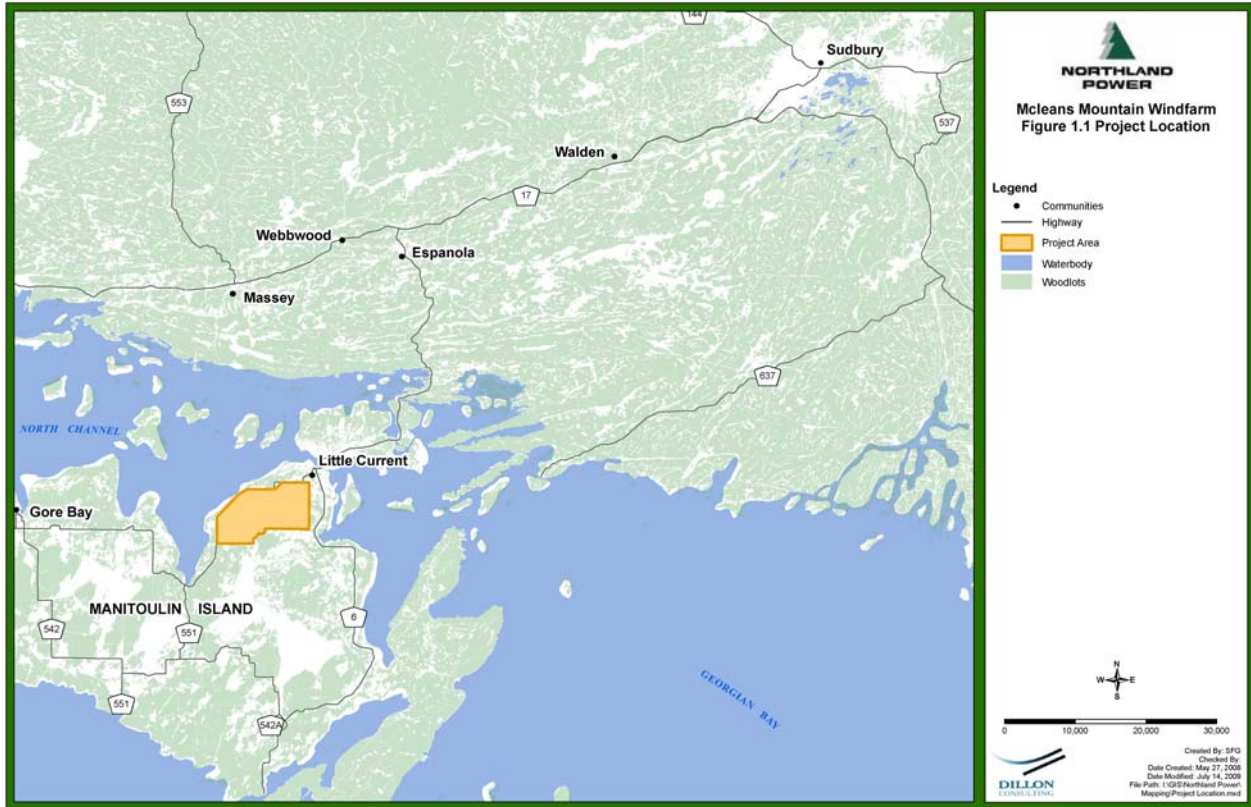 144
Sudbury
553
537
Walden
17
Webbwood
Espanola
Massey
637
NORTH CHANNEL
Little Current
Gore Bay
MANITOULIN ISLAND
6
542
551
551
542A
GEORGIAN BAY
NORTHLAND
POWER
Mcleans Mountain Windfarm
Figure 1.1 Project Location
Legend
Communities
Highway
Project Area
Waterbody
Woodlots
N
W E
S
0 10,000 20,000 30,000
DILLON
CONSULTING
Created By: SFG
Checked By:
Date Created: May 27, 2008
Date Modified: July 14, 2009
File Path: I:\GIS\Northland Power\
Mapping\Project Location.mxd